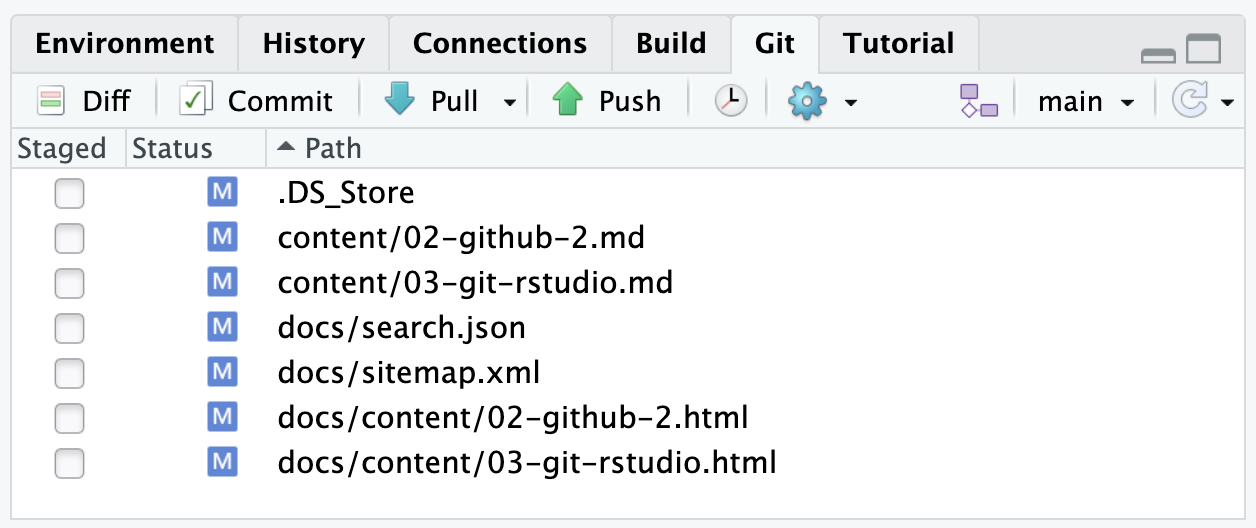 Environment History Connections Build Git Tutorial
Diff Commit Pull Push main
Staged Status Path
M .DS_Store
M content/02-github-2.md
M content/03-git-rstudio.md
M docs/search.json
M docs/sitemap.xml
M docs/content/02-github-2.html
M docs/content/03-git-rstudio.html